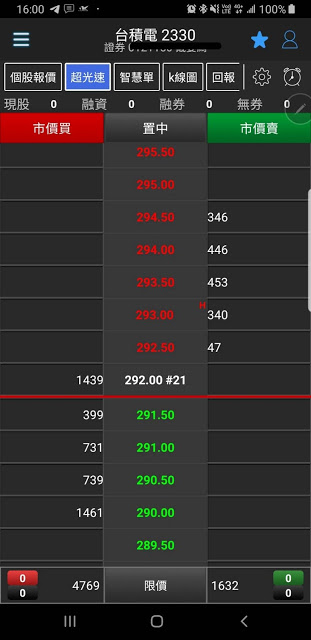 16:00 100%
台積電 2330
證券
個股報價 超光速 智慧單 k線圖 回報
現股 0 融資 0 融券 0 無券 0
市價買 置中 市價賣
295.50
295.00
294.50 346
294.00 446
293.50 453
293.00 H 340
292.50 47
1439 292.00 #21
399 291.50
731 291.00
739 290.50
1461 290.00
289.50
0 4769 限價 1632 0
0 0